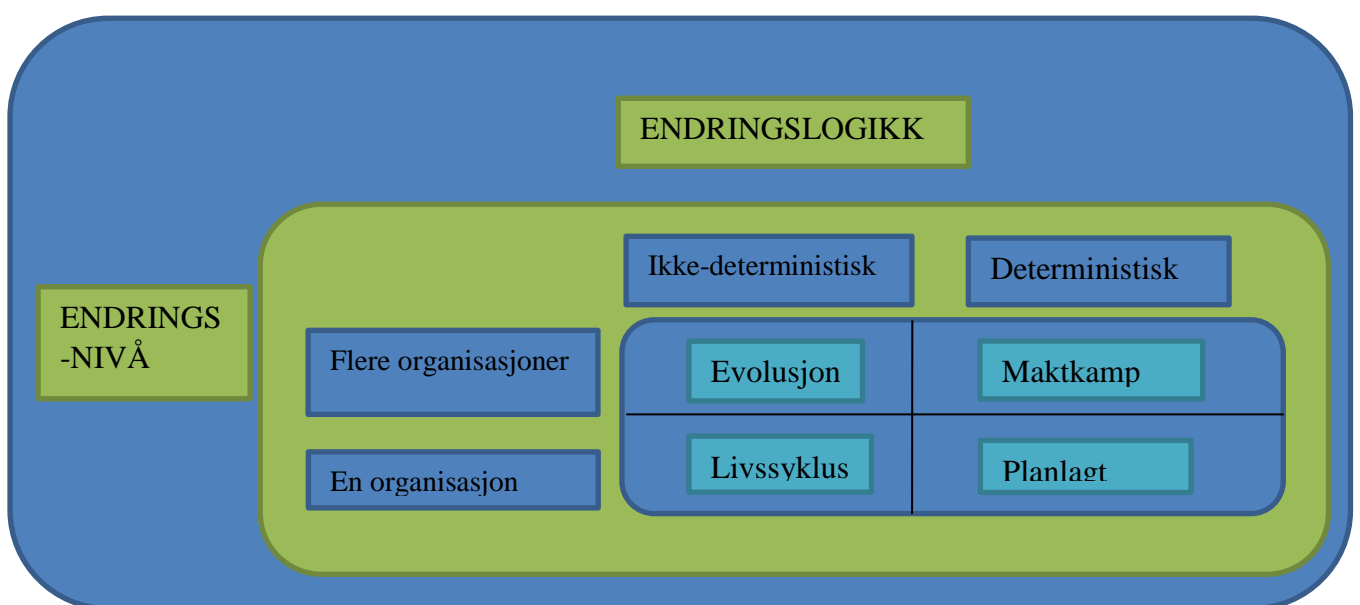 ENDRINGSLOGIKK
Ikke-deterministisk
Deterministisk
ENDRINGS
-NIVÅ
Flere organisasjoner
Evolusjon
Maktkamp
En organisasjon
Livssyklus
Planlagt